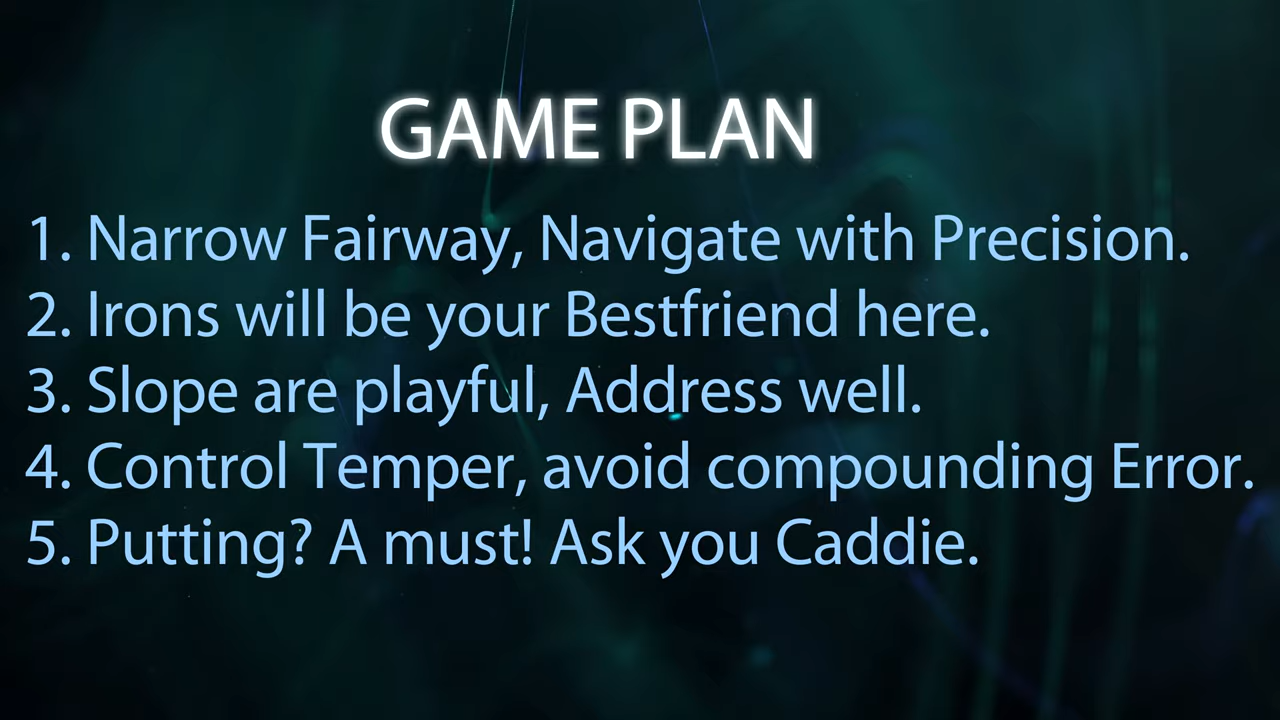 GAME PLAN
1. Narrow Fairway, Navigate with Precision.
2. Irons will be your Bestfriend here.
3. Slope are playful, Address well.
4. Control Temper, avoid compounding Error.
5. Putting? A must! Ask you Caddie.